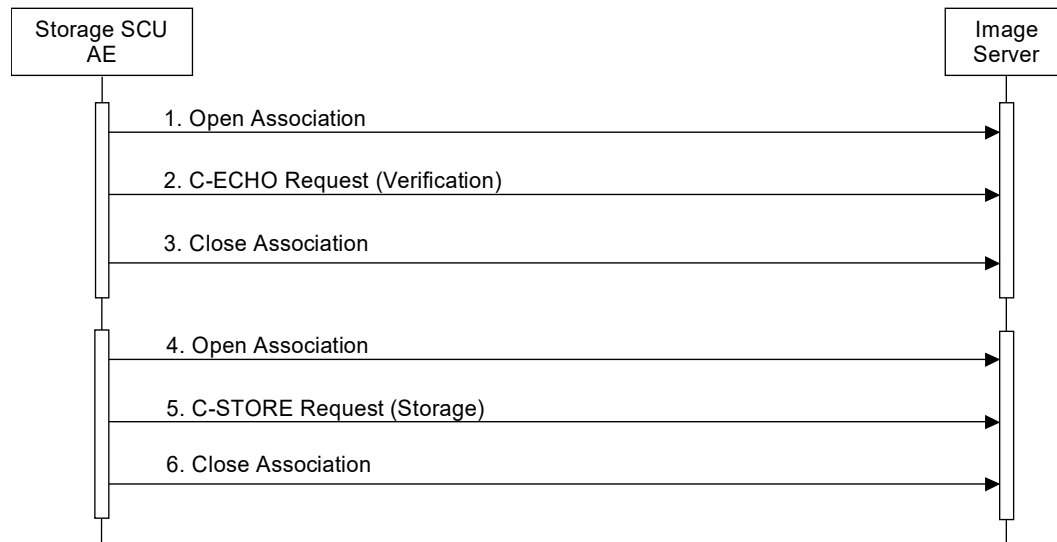 Storage SCU
AE
Image
Server
1. Open Association
2. C-ECHO Request (Verification)
3. Close Association
4. Open Association
5. C-STORE Request (Storage)
6. Close Association